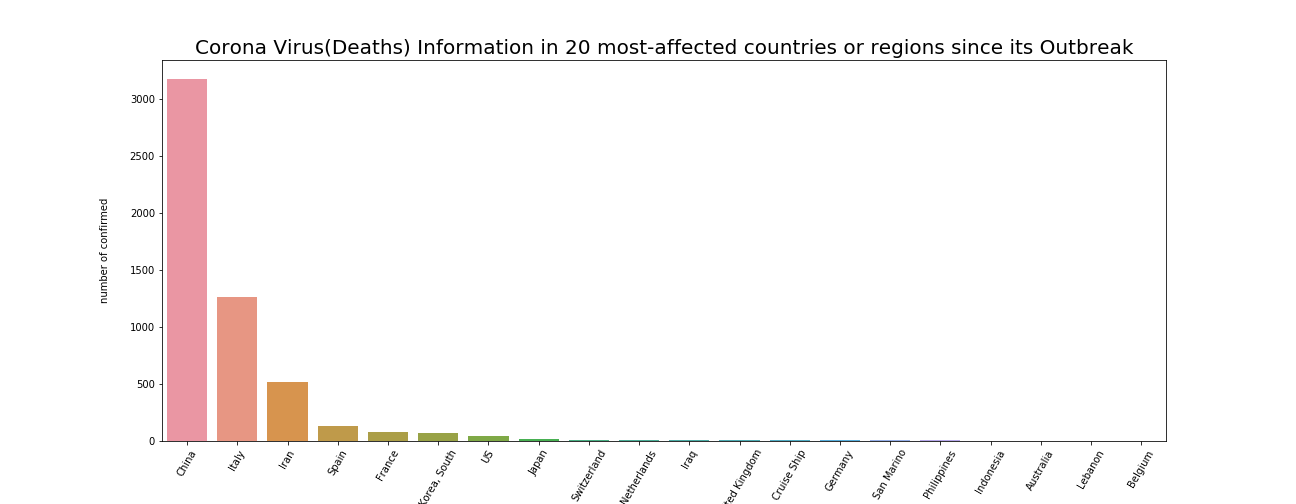 Corona Virus(Deaths) Information in 20 most-affected countries or regions since its Outbreak
number of confirmed
3000
2500
2000
1500
1000
500
0
China
Italy
Iran
Spain
France
Korea, South
US
Japan
Switzerland
Netherlands
Iraq
ted Kingdom
Cruise Ship
Germany
San Marino
Philippines
Indonesia
Australia
Lebanon
Belgium